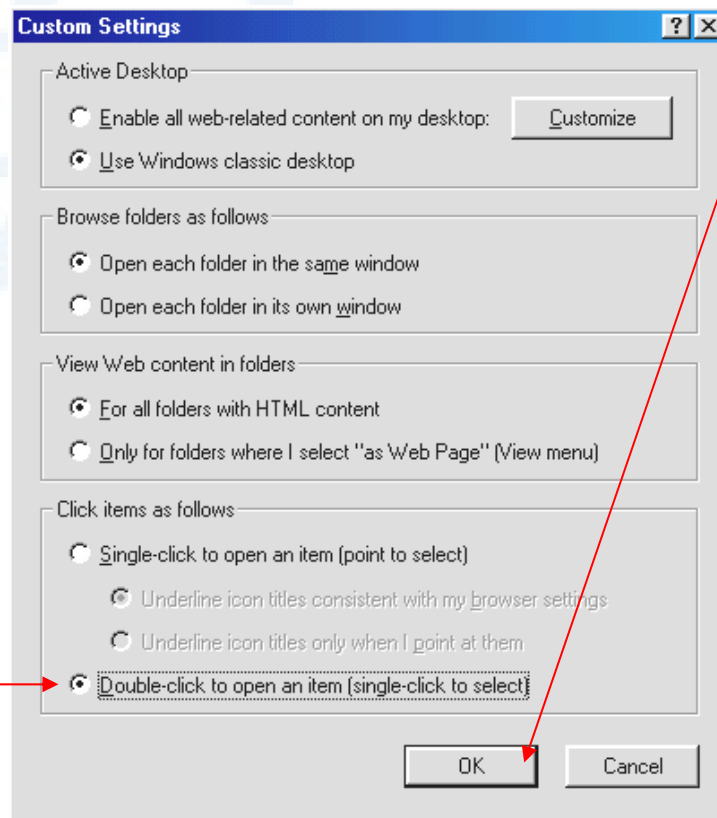 Custom Settings
Active Desktop
Enable all web-related content on my desktop:
Customize
Use Windows classic desktop
Browse folders as follows
Open each folder in the same window
Open each folder in its own window
View Web content in folders
For all folders with HTML content
Only for folders where I select "as Web Page" (View menu)
Click items as follows
Single-click to open an item (point to select)
Underline icon titles consistent with my browser settings
Underline icon titles only when I point at them
Double-click to open an item (single-click to select)
OK
Cancel